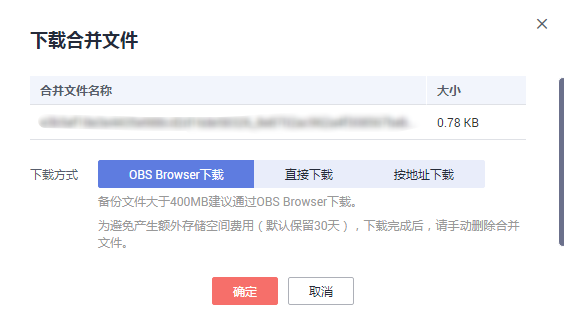 下载合并文件
合并文件名称 大小
0.78 KB
下载方式 OBS Browser下载 直接下载 按地址下载
备份文件大于400MB建议通过OBS Browser下载。
为避免产生额外存储空间费用（默认保留30天），下载完成后，请手动删除合并
文件。
确定 取消